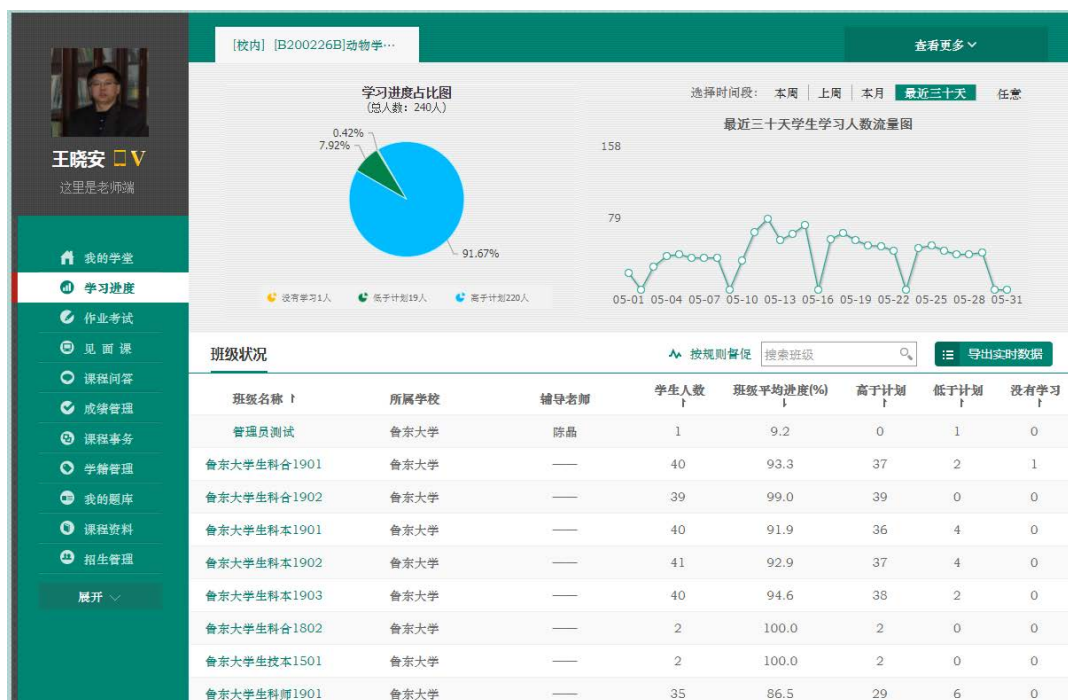 [校内] [B200226B]动物学…
查看更多
王晓安 V
这里是老师端
我的学堂
学习进度
作业考试
见面课
课程问答
成绩管理
课程事务
学籍管理
我的题库
课程资料
招生管理
展开
学习进度占比图
(总人数：240人)
0.42%
7.92%
91.67%
没有学习1人 低于计划19人 高于计划220人
选择时间段： 本周 上周 本月 最近三十天 任意
最近三十天学生学习人数流量图
158
79
05-01 05-04 05-07 05-10 05-13 05-16 05-19 05-22 05-25 05-28 05-31
班级状况 按规则督促 搜索班级 导出实时数据
班级名称 所属学校 辅导老师 学生人数 班级平均进度(%) 高于计划 低于计划 没有学习
管理员测试 鲁东大学 陈晶 1 9.2 0 1 0
鲁东大学生科合1901 鲁东大学 —— 40 93.3 37 2 1
鲁东大学生科合1902 鲁东大学 —— 39 99.0 39 0 0
鲁东大学生科本1901 鲁东大学 —— 40 91.9 36 4 0
鲁东大学生科本1902 鲁东大学 —— 41 92.9 37 4 0
鲁东大学生科本1903 鲁东大学 —— 40 94.6 38 2 0
鲁东大学生科合1802 鲁东大学 —— 2 100.0 2 0 0
鲁东大学生技本1501 鲁东大学 —— 2 100.0 2 0 0
鲁东大学生科师1901 鲁东大学 —— 35 86.5 29 6 0